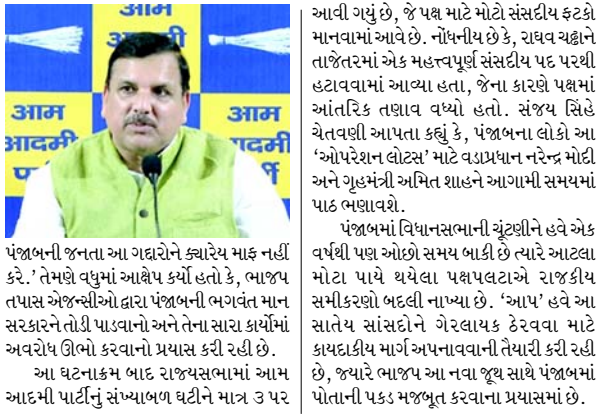 આમ
આદમી
આમ
આદમી
પંજાબની જનતા આ ગદ્દારોને ક્યારેય માફ નહીં
કરે.' તેમણે વધુમાં આક્ષેપ કર્યો હતો કે, ભાજપ
તપાસ એજન્સીઓ દ્વારા પંજાબની ભગવંત માન
સરકારને તોડી પાડવાનો અને તેના સારા કાર્યોમાં
અવરોધ ઊભો કરવાનો પ્રયાસ કરી રહી છે.
આ ઘટનાક્રમ બાદ રાજ્યસભામાં આમ
આદમી પાર્ટીનું સંખ્યાબળ ઘટીને માત્ર ૩ પર
આવી ગયું છે, જે પક્ષ માટે મોટો સંસદીય ફટકો
માનવામાં આવે છે. નોંધનીય છે કે, રાઘવ ચઢ્ઢાને
તાજેતરમાં એક મહત્ત્વપૂર્ણ સંસદીય પદ પરથી
હટાવવામાં આવ્યા હતા, જેના કારણે પક્ષમાં
આંતરિક તણાવ વધ્યો હતો. સંજય સિંહે
ચેતવણી આપતા કહ્યું કે, પંજાબના લોકો આ
'ઓપરેશન લોટસ' માટે વડાપ્રધાન નરેન્દ્ર મોદી
અને ગૃહમંત્રી અમિત શાહને આગામી સમયમાં
પાઠ ભણાવશે.
પંજાબમાં વિધાનસભાની ચૂંટણીને હવે એક
વર્ષથી પણ ઓછો સમય બાકી છે ત્યારે આટલા
મોટા પાયે થયેલા પક્ષપલટાએ રાજકીય
સમીકરણો બદલી નાખ્યા છે. 'આપ' હવે આ
સાતેય સાંસદોને ગેરલાયક ઠેરવવા માટે
કાયદાકીય માર્ગ અપનાવવાની તૈયારી કરી રહી
છે, જ્યારે ભાજપ આ નવા જૂથ સાથે પંજાબમાં
પોતાની પકડ મજબૂત કરવાના પ્રયાસમાં છે.